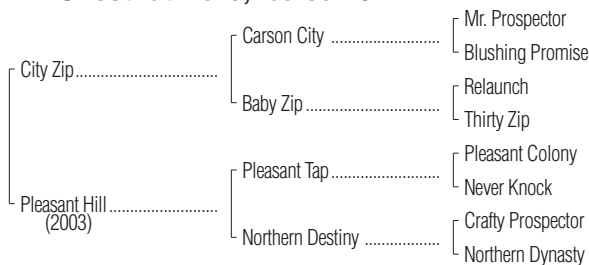 Mr. Prospector
Carson City ..........................
Blushing Promise
City Zip..................................
Relaunch
Baby Zip................................
Thirty Zip
Pleasant Colony
Pleasant Tap..........................
Never Knock
Pleasant Hill..........................
(2003)
Crafty Prospector
Northern Destiny ..................
Northern Dynasty